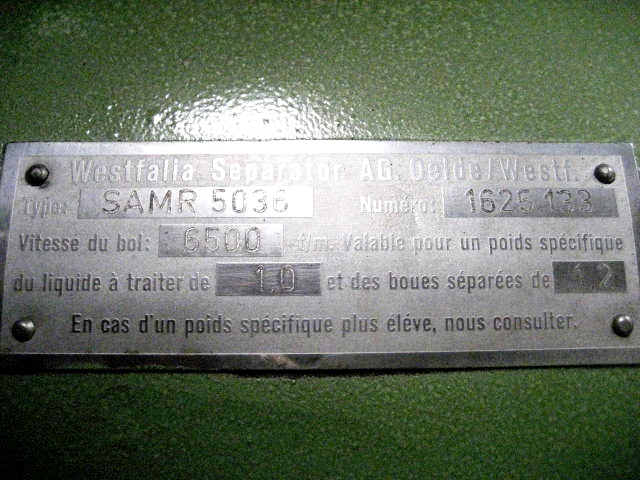 Westfalia Separator AG. Oelde/Westf.
Type: SAMR 5036 Numéro: 1625 133
Vitesse du bol: 6500 t/m. Valable pour un poids spécifique
du liquide à traiter de 1,0 et des boues séparées de 1,2
En cas d'un poids spécifique plus éléve, nous consulter.